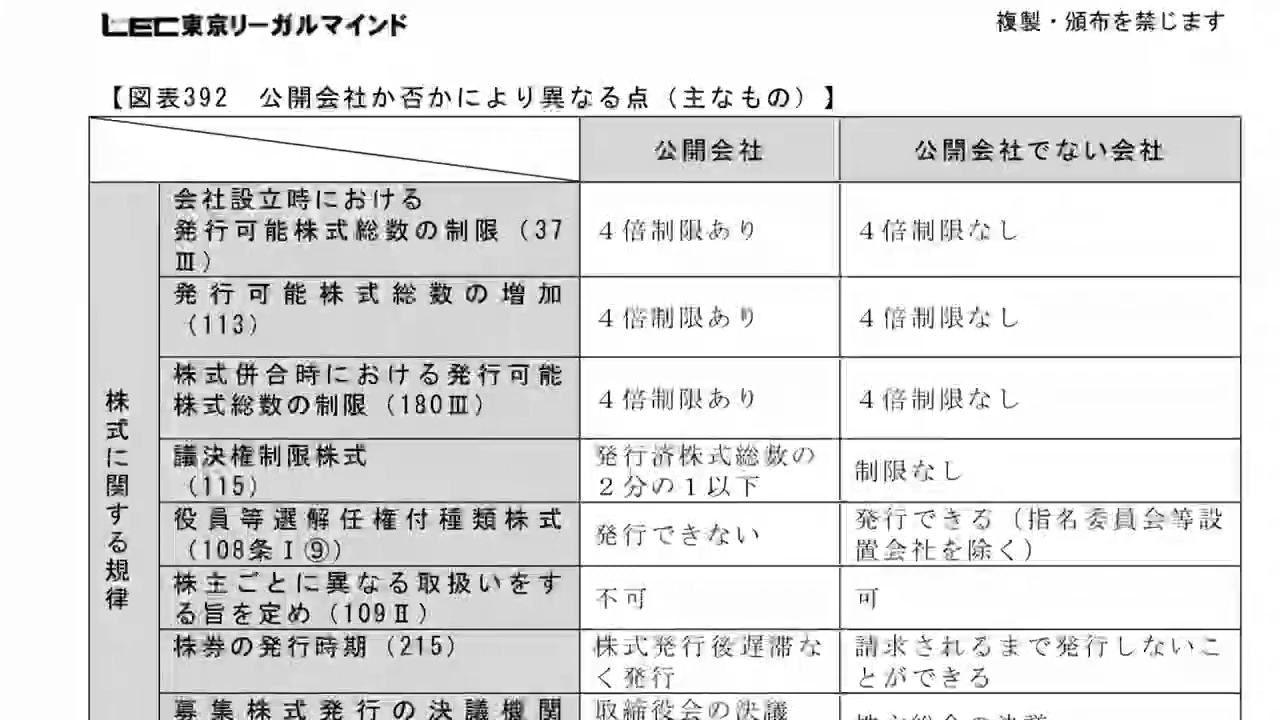 LEC東京リーガルマインド
複製・頒布を禁じます
【図表392 公開会社か否かにより異なる点（主なもの）】
公開会社
公開会社でない会社
株式に関する規律
会社設立時における
発行可能株式総数の制限（37
Ⅲ）
４倍制限あり
４倍制限なし
発行可能株式総数の増加
（113）
４倍制限あり
４倍制限なし
株式併合時における発行可能
株式総数の制限（180Ⅲ）
４倍制限あり
４倍制限なし
議決権制限株式
（115）
発行済株式総数の
２分の１以下
制限なし
役員等選解任権付種類株式
（108条Ⅰ⑨）
発行できない
発行できる（指名委員会等設
置会社を除く）
株主ごとに異なる取扱いをす
る旨を定め（109Ⅱ）
不可
可
株券の発行時期（215）
株式発行後遅滞な
く発行
請求されるまで発行しないこ
とができる
募集株式発行の決議機関
取締役会の決議
株主総会の決議